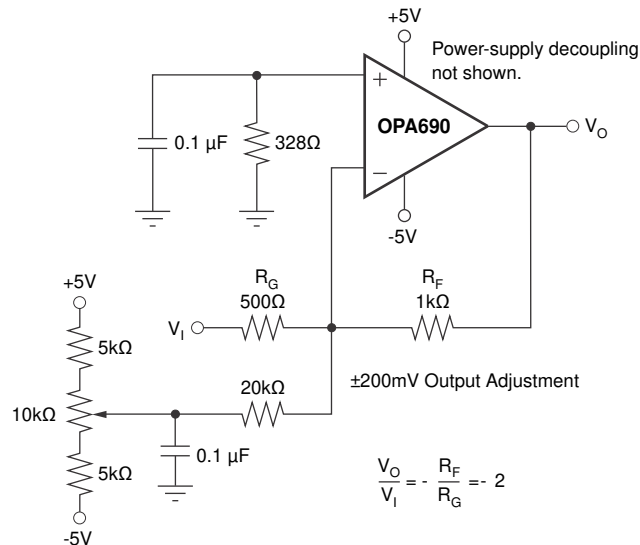 +5V
Power-supply decoupling
not shown.
+
OPA690
−
0.1 µF
328Ω
V_O
-5V
R_G
500Ω
R_F
1kΩ
+5V
V_I
5kΩ
±200mV Output Adjustment
20kΩ
10kΩ
0.1 µF
5kΩ
-5V
V_O / V_I = - R_F / R_G = - 2